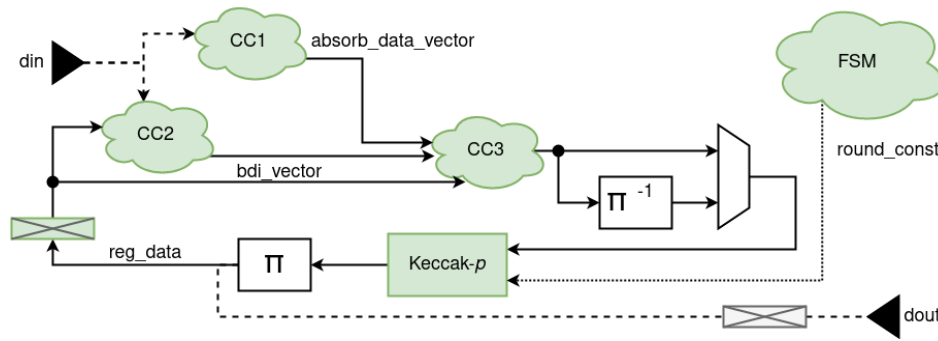 CC1
absorb_data_vector
din
FSM
CC2
CC3
round_const
bdi_vector
Π -1
reg_data
Π
Keccak-p
dout